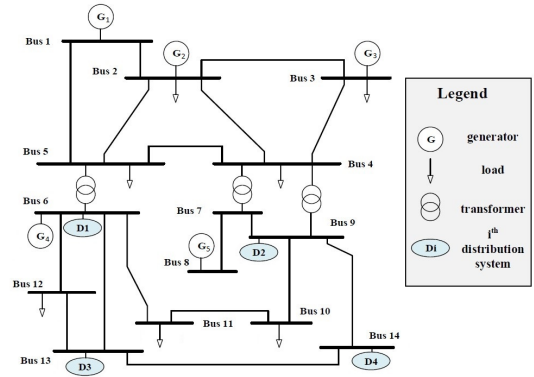 G1
Bus 1
G2
G3
Bus 2
Bus 3
Bus 5
Bus 4
Bus 6
Bus 7
Bus 9
D1
G4
D2
G5
Bus 8
Bus 12
Bus 11
Bus 10
Bus 14
Bus 13
D3
D4
Legend
G
generator
load
transformer
Di
ith
distribution
system